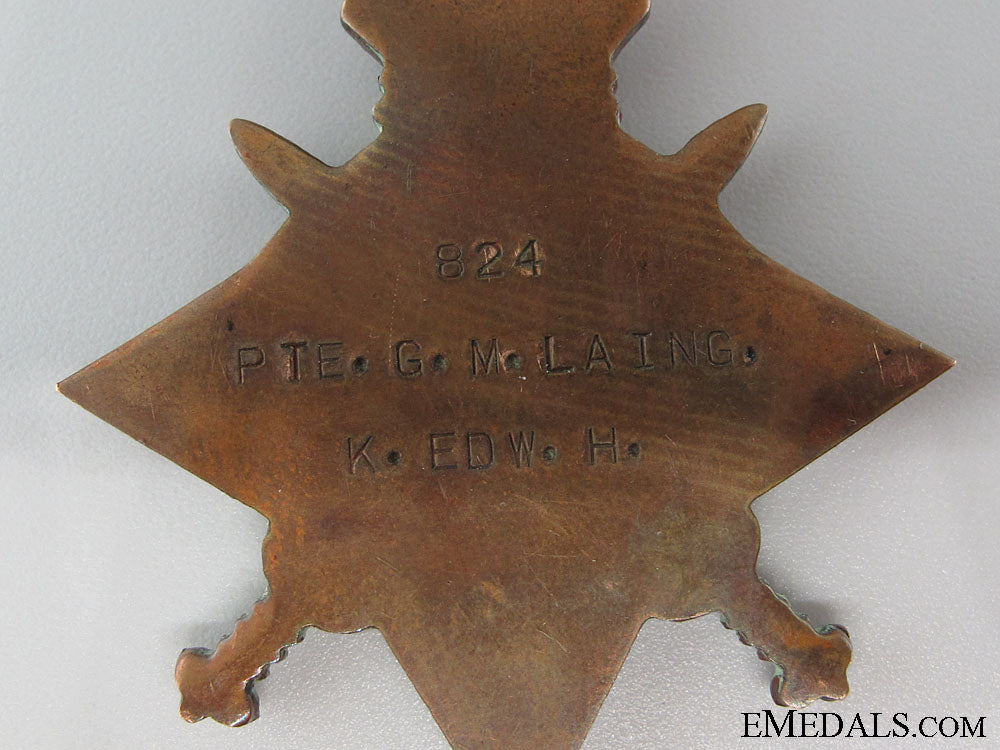 824
PTE. G. M. LAING.
K. EDW. H.
EMEDALS.COM